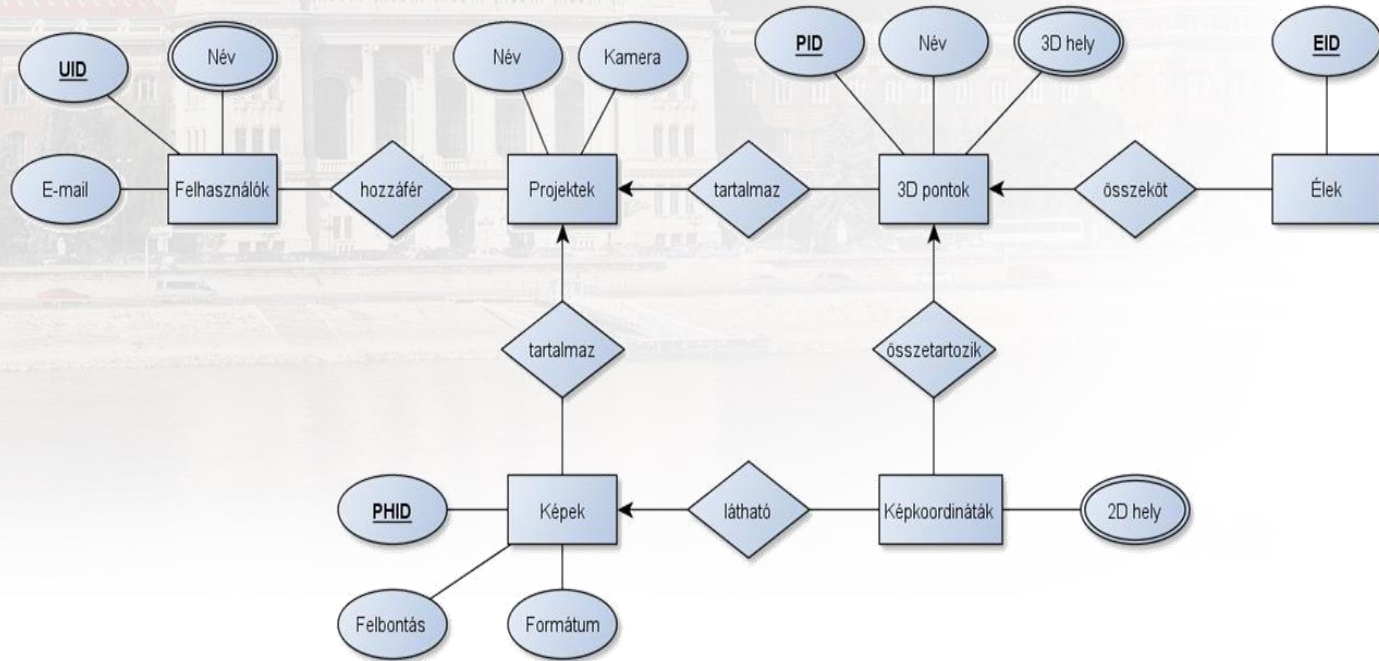 UID
Név
Név
Kamera
PID
Név
3D hely
EID
E-mail
Felhasználók
hozzáfér
Projektek
tartalmaz
3D pontok
összeköt
Élek
tartalmaz
összetartozik
PHID
Képek
látható
Képkoordináták
2D hely
Felbontás
Formátum